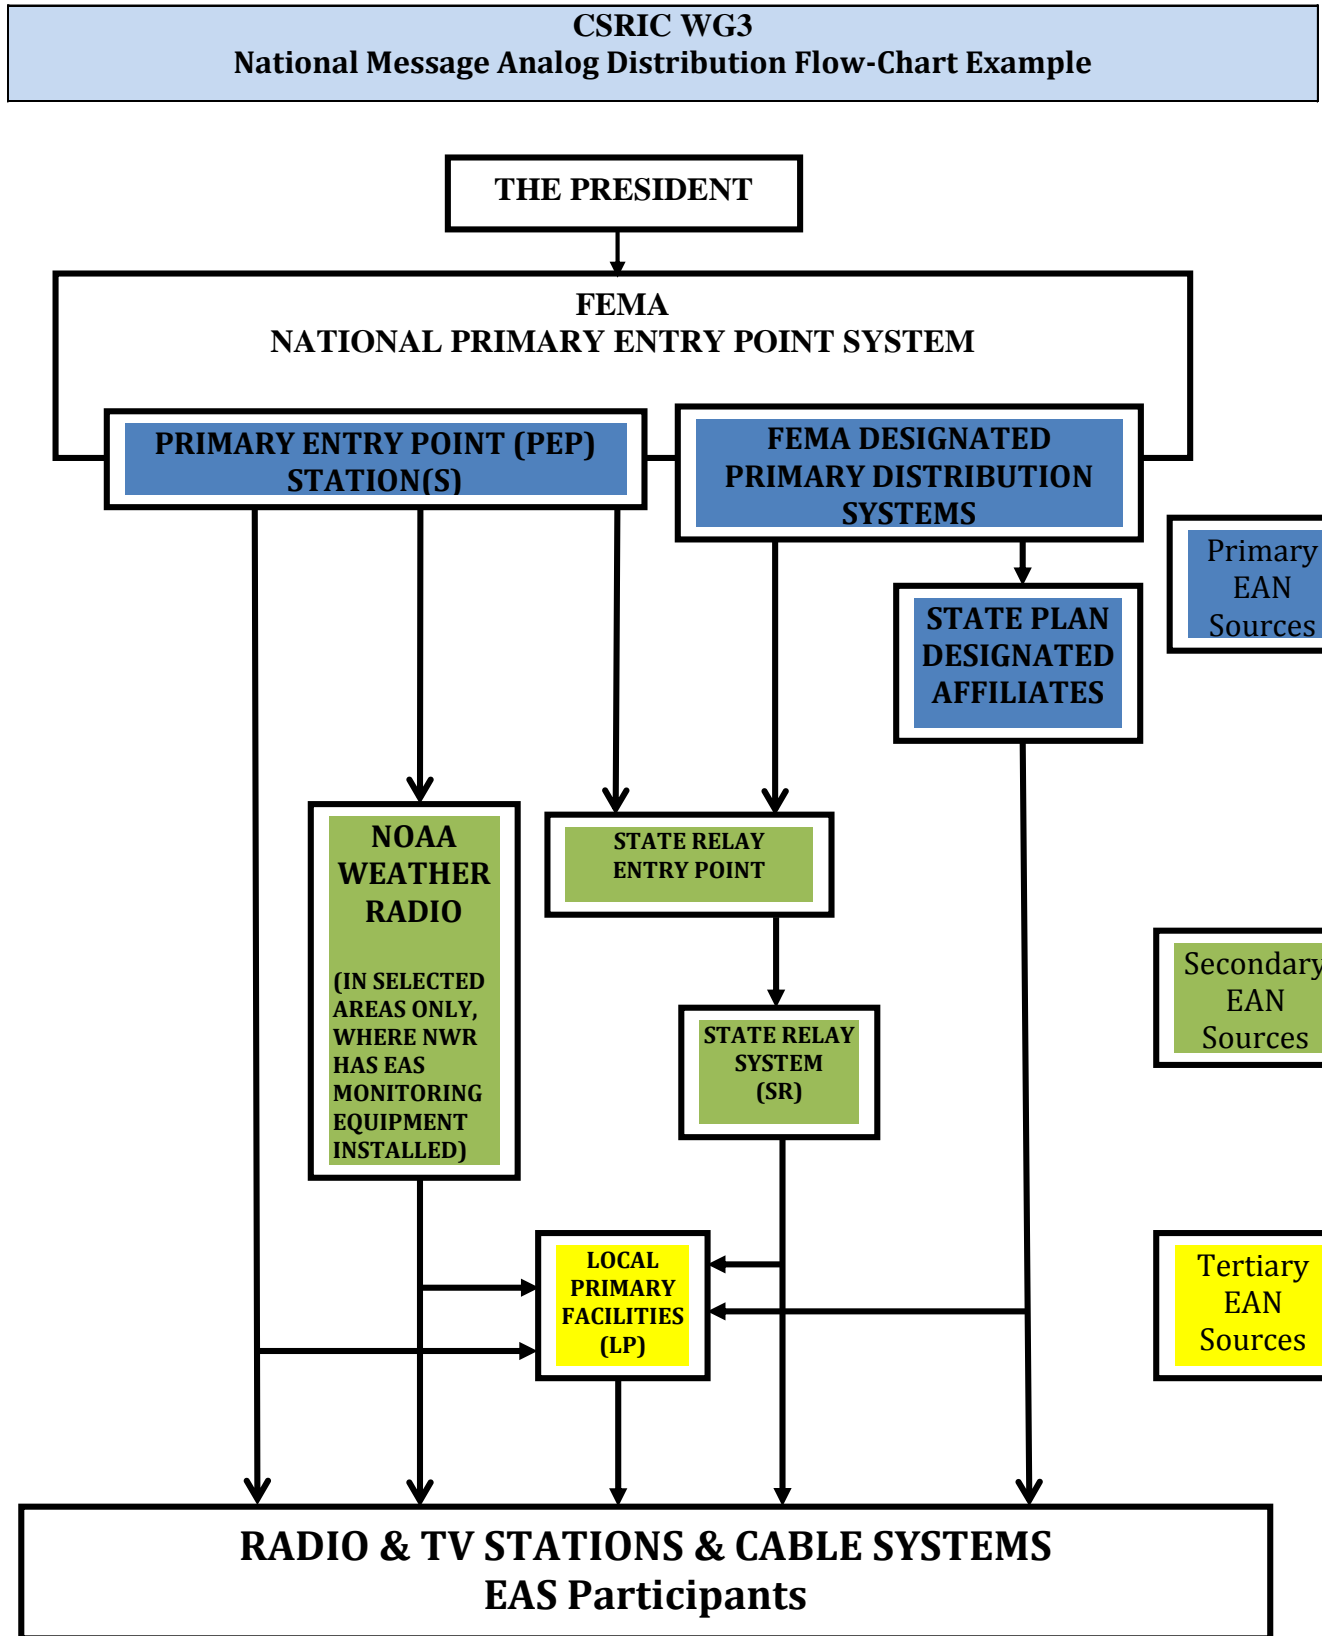 CSRIC WG3
National Message Analog Distribution Flow-Chart Example
THE PRESIDENT
FEMA
NATIONAL PRIMARY ENTRY POINT SYSTEM
PRIMARY ENTRY POINT (PEP)
STATION(S)
FEMA DESIGNATED
PRIMARY DISTRIBUTION
SYSTEMS
Primary
EAN
Sources
STATE PLAN
DESIGNATED
AFFILIATES
NOAA
WEATHER
RADIO
(IN SELECTED
AREAS ONLY,
WHERE NWR
HAS EAS
MONITORING
EQUIPMENT
INSTALLED)
STATE RELAY
ENTRY POINT
Secondary
EAN
Sources
STATE RELAY
SYSTEM
(SR)
LOCAL
PRIMARY
FACILITIES
(LP)
Tertiary
EAN
Sources
RADIO & TV STATIONS & CABLE SYSTEMS
EAS Participants